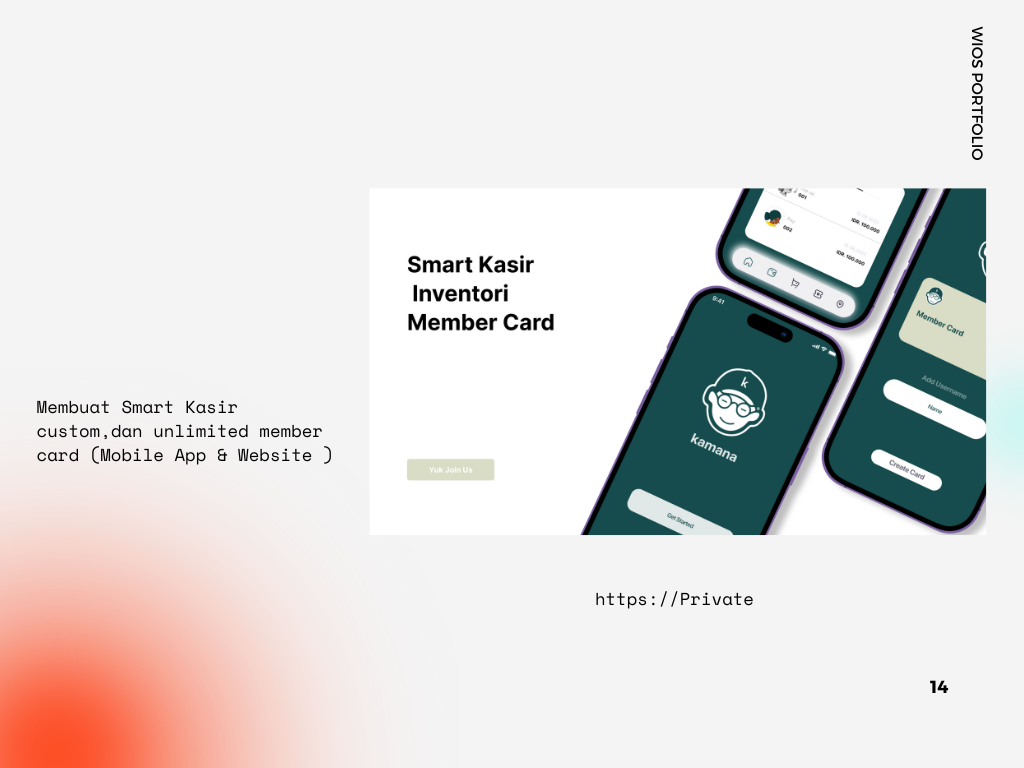 WIOS PORTFOLIO
Smart Kasir
Inventori
Member Card
Yuk Join Us
001
IDR. 100.000
002
IDR. 100.000
9:41
k
kamana
Get Started
Member Card
Add Username
Name
Create Card
Membuat Smart Kasir
custom,dan unlimited member
card (Mobile App & Website )
https://Private
14